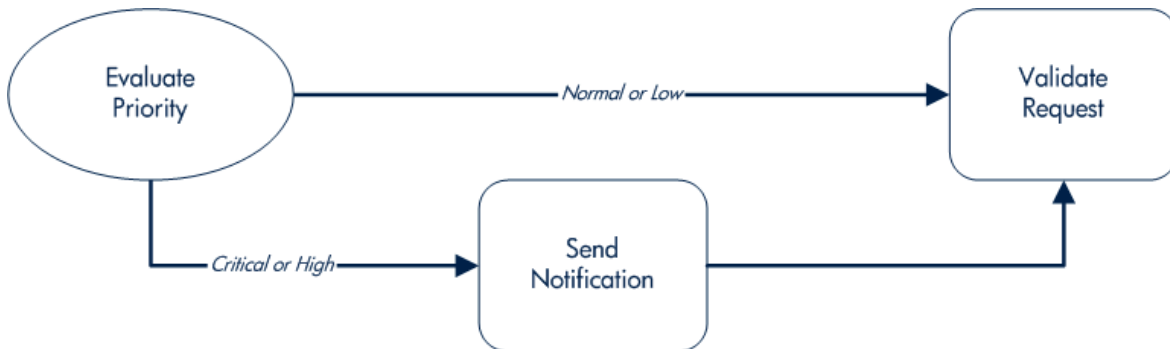 Evaluate
Priority
Normal or Low
Validate
Request
Critical or High
Send
Notification